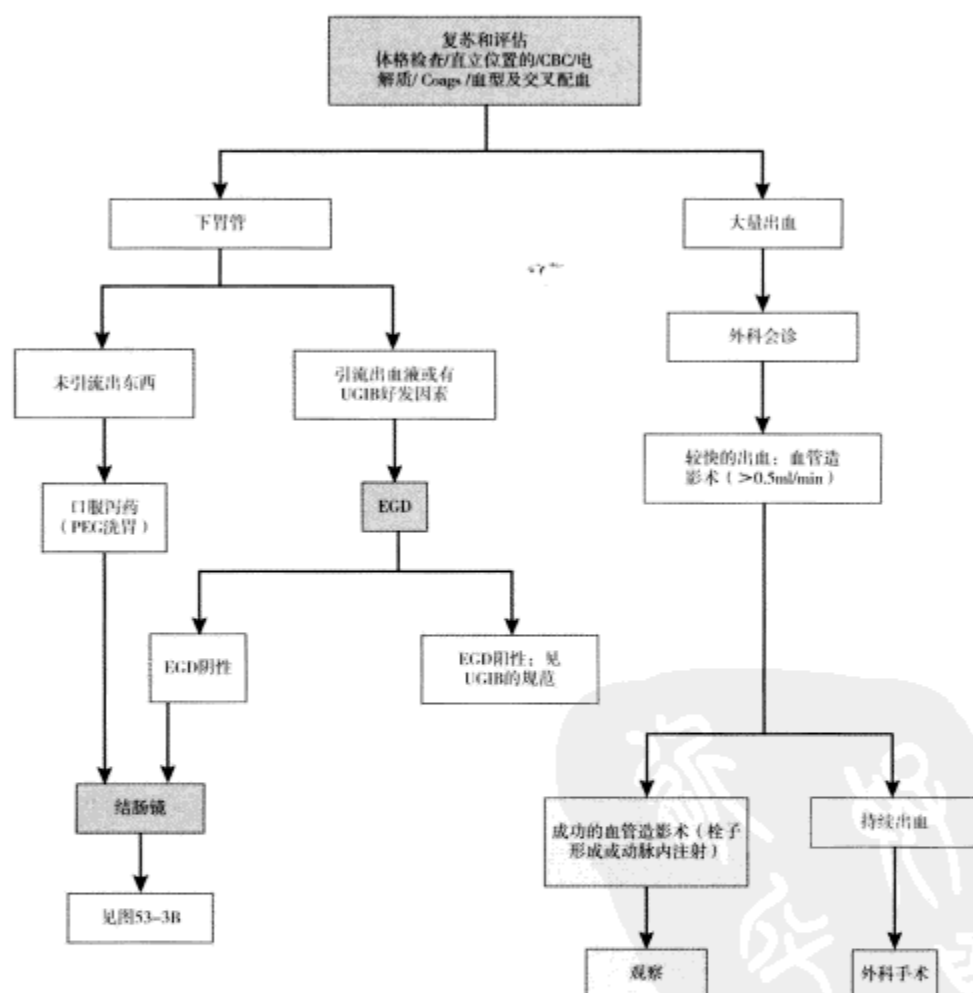 复苏和评估
体格检查/直立位置的/CBC/电
解质/ Coags /血型及交叉配血
下胃管
大量出血
外科会诊
未引流出东西
引流出血液或有
UGIB好发因素
较快的出血：血管造
影术（＞0.5ml/min）
口服泻药
（PEG洗胃）
EGD
EGD阴性
EGD阳性：见
UGIB的规范
结肠镜
成功的血管造影术（栓子
形成或动脉内注射）
持续出血
见图53-3B
观察
外科手术